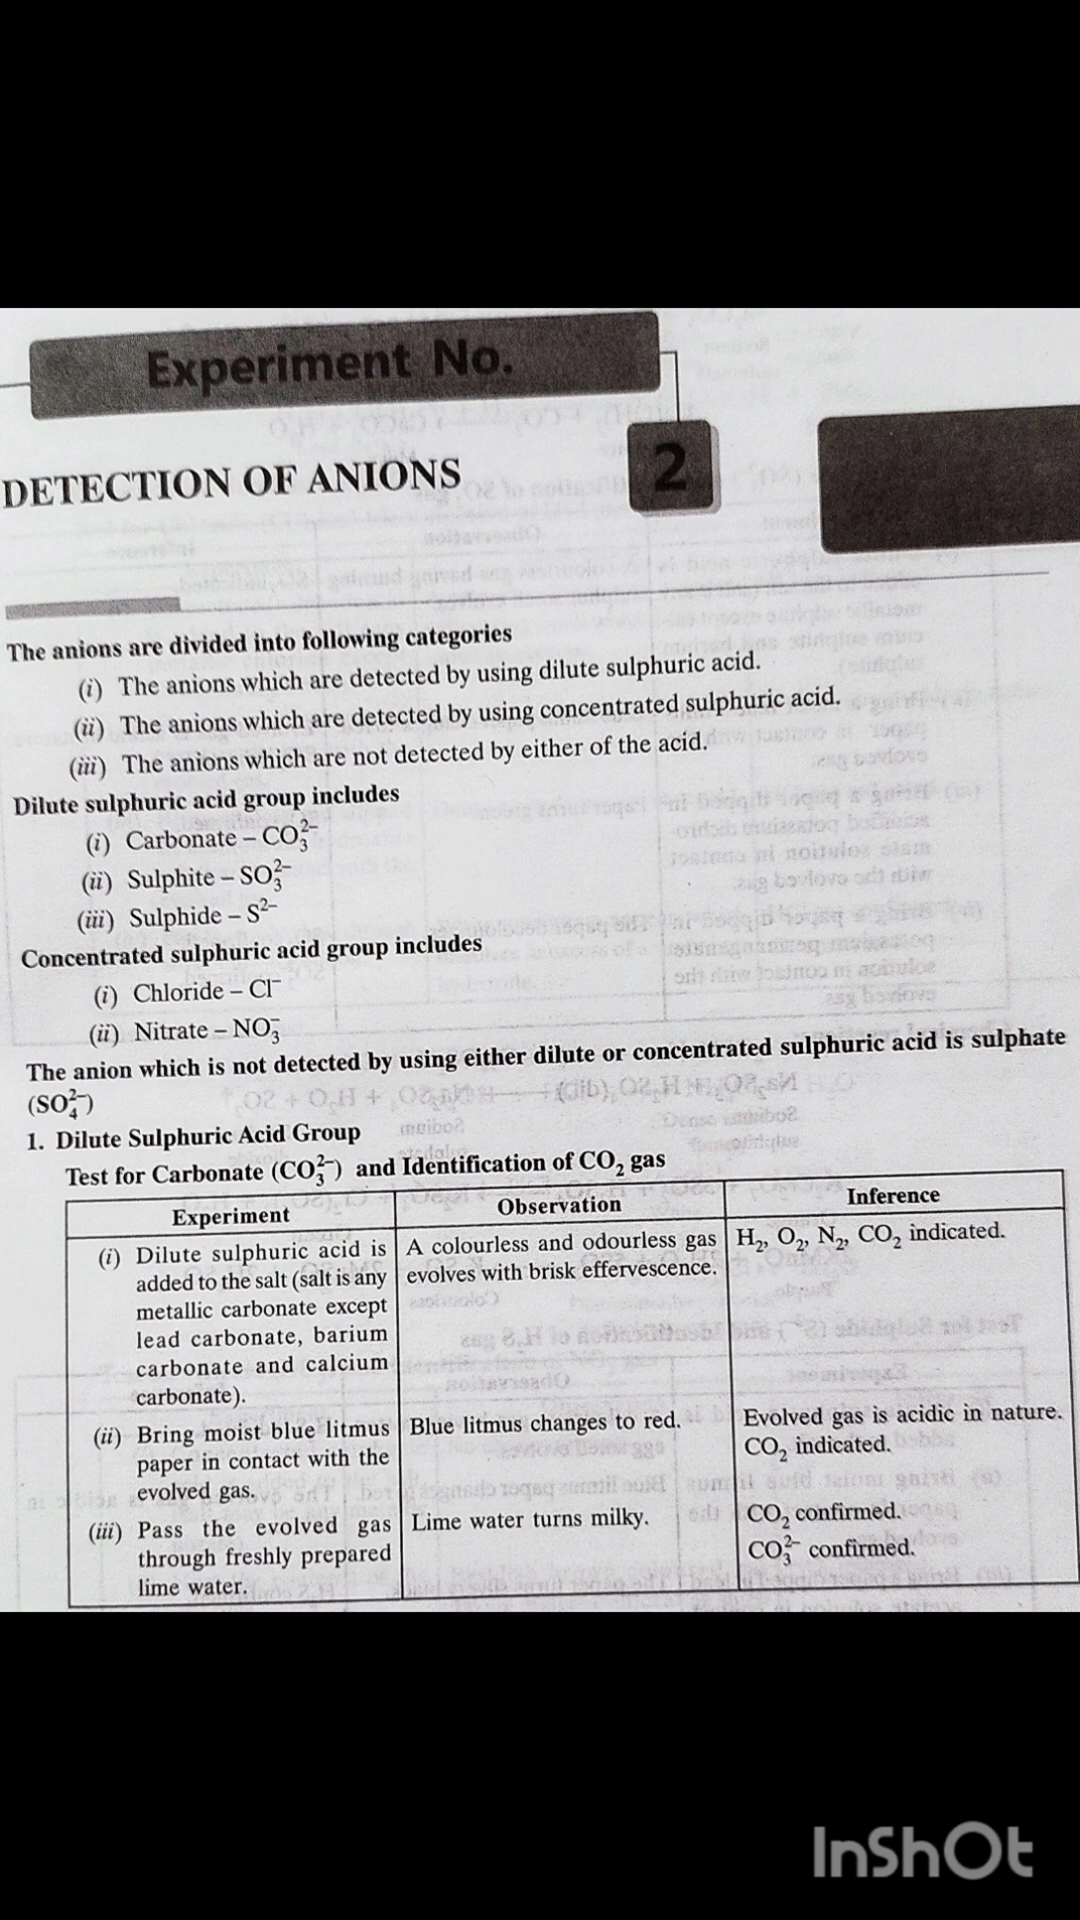 Experiment No.
2
DETECTION OF ANIONS
The anions are divided into following categories
(i) The anions which are detected by using dilute sulphuric acid.
(ii) The anions which are detected by using concentrated sulphuric acid.
(iii) The anions which are not detected by either of the acid.
Dilute sulphuric acid group includes
(i) Carbonate – CO₃²⁻
(ii) Sulphite – SO₃²⁻
(iii) Sulphide – S²⁻
Concentrated sulphuric acid group includes
(i) Chloride – Cl⁻
(ii) Nitrate – NO₃⁻
The anion which is not detected by using either dilute or concentrated sulphuric acid is sulphate
(SO₄²⁻)
1. Dilute Sulphuric Acid Group
Test for Carbonate (CO₃²⁻) and Identification of CO₂ gas
Experiment
Observation
Inference
(i) Dilute sulphuric acid is
added to the salt (salt is any
metallic carbonate except
lead carbonate, barium
carbonate and calcium
carbonate).
A colourless and odourless gas
evolves with brisk effervescence.
H₂, O₂, N₂, CO₂ indicated.
(ii) Bring moist blue litmus
paper in contact with the
evolved gas.
Blue litmus changes to red.
Evolved gas is acidic in nature.
CO₂ indicated.
(iii) Pass the evolved gas
through freshly prepared
lime water.
Lime water turns milky.
CO₂ confirmed.
CO₃²⁻ confirmed.
InShOt